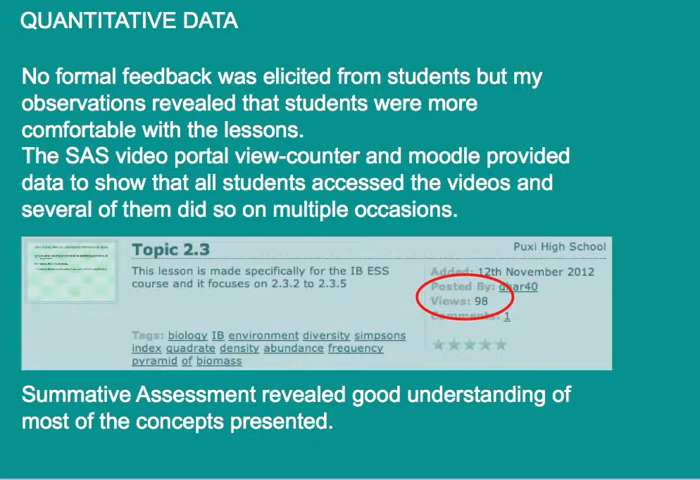 QUANTITATIVE DATA
No formal feedback was elicited from students but my
observations revealed that students were more
comfortable with the lessons.
The SAS video portal view-counter and moodle provided
data to show that all students accessed the videos and
several of them did so on multiple occasions.
Topic 2.3
Puxi High School
This lesson is made specifically for the IB ESS
course and it focuses on 2.3.2 to 2.3.5
Added: 12th November 2012
Posted By: dhar40
Views: 98
Comments: 1
Tags: biology IB environment diversity simpsons
index quadrate density abundance frequency
pyramid of biomass
Summative Assessment revealed good understanding of
most of the concepts presented.